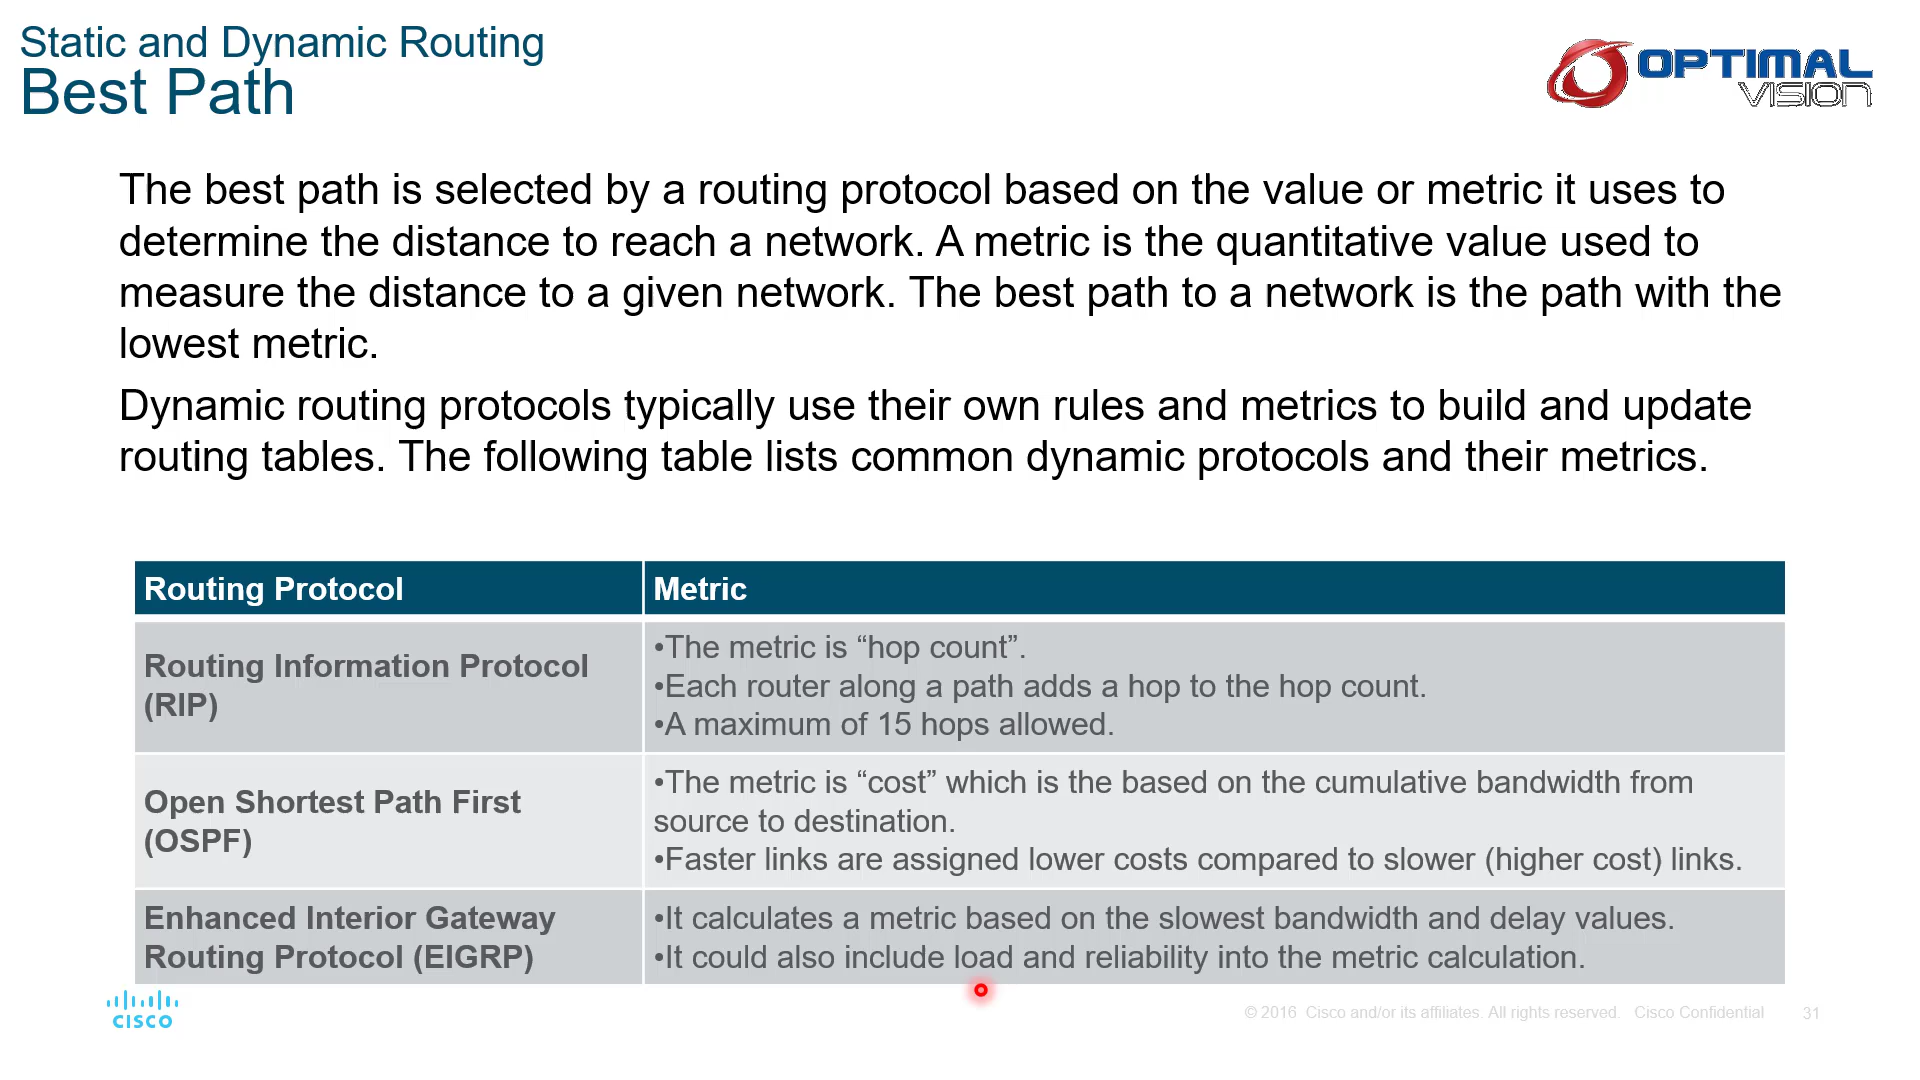 Static and Dynamic Routing
Best Path
OPTIMAL
VISION
The best path is selected by a routing protocol based on the value or metric it uses to
determine the distance to reach a network. A metric is the quantitative value used to
measure the distance to a given network. The best path to a network is the path with the
lowest metric.
Dynamic routing protocols typically use their own rules and metrics to build and update
routing tables. The following table lists common dynamic protocols and their metrics.
Routing Protocol
Metric
Routing Information Protocol
(RIP)
•The metric is “hop count”.
•Each router along a path adds a hop to the hop count.
•A maximum of 15 hops allowed.
Open Shortest Path First
(OSPF)
•The metric is “cost” which is the based on the cumulative bandwidth from
source to destination.
•Faster links are assigned lower costs compared to slower (higher cost) links.
Enhanced Interior Gateway
Routing Protocol (EIGRP)
•It calculates a metric based on the slowest bandwidth and delay values.
•It could also include load and reliability into the metric calculation.
CISCO
© 2016 Cisco and/or its affiliates. All rights reserved. Cisco Confidential
31